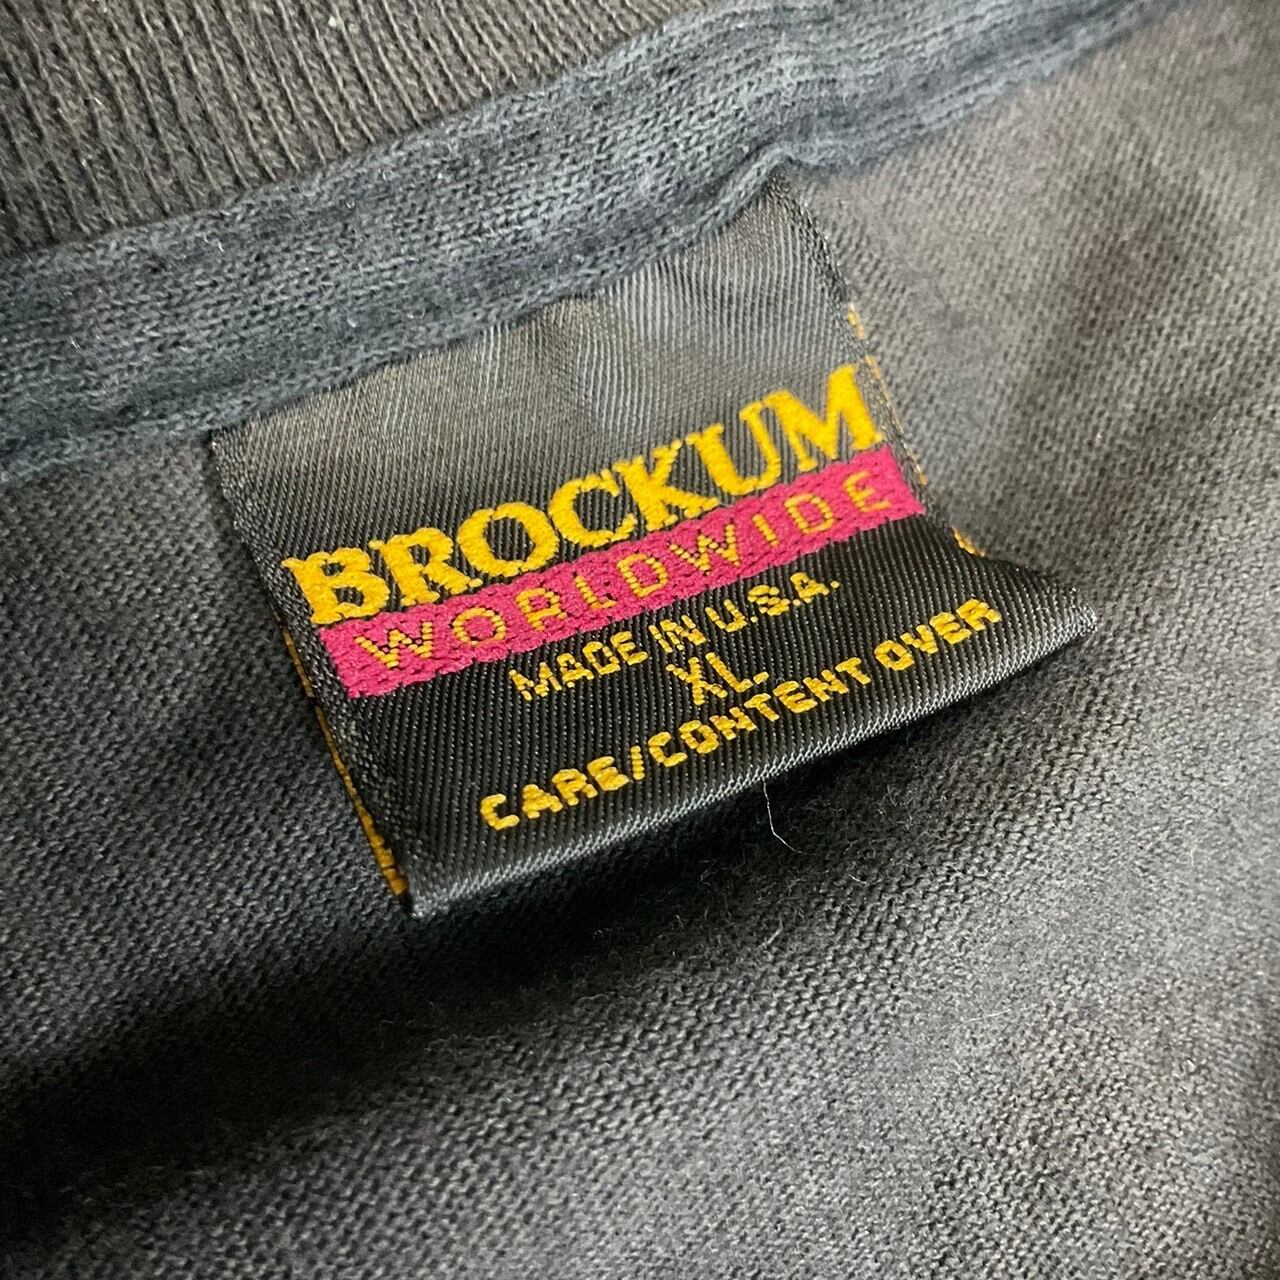 BROCKUM
WORLDWIDE
MADE IN U.S.A.
XL
CARE/CONTENT OVER